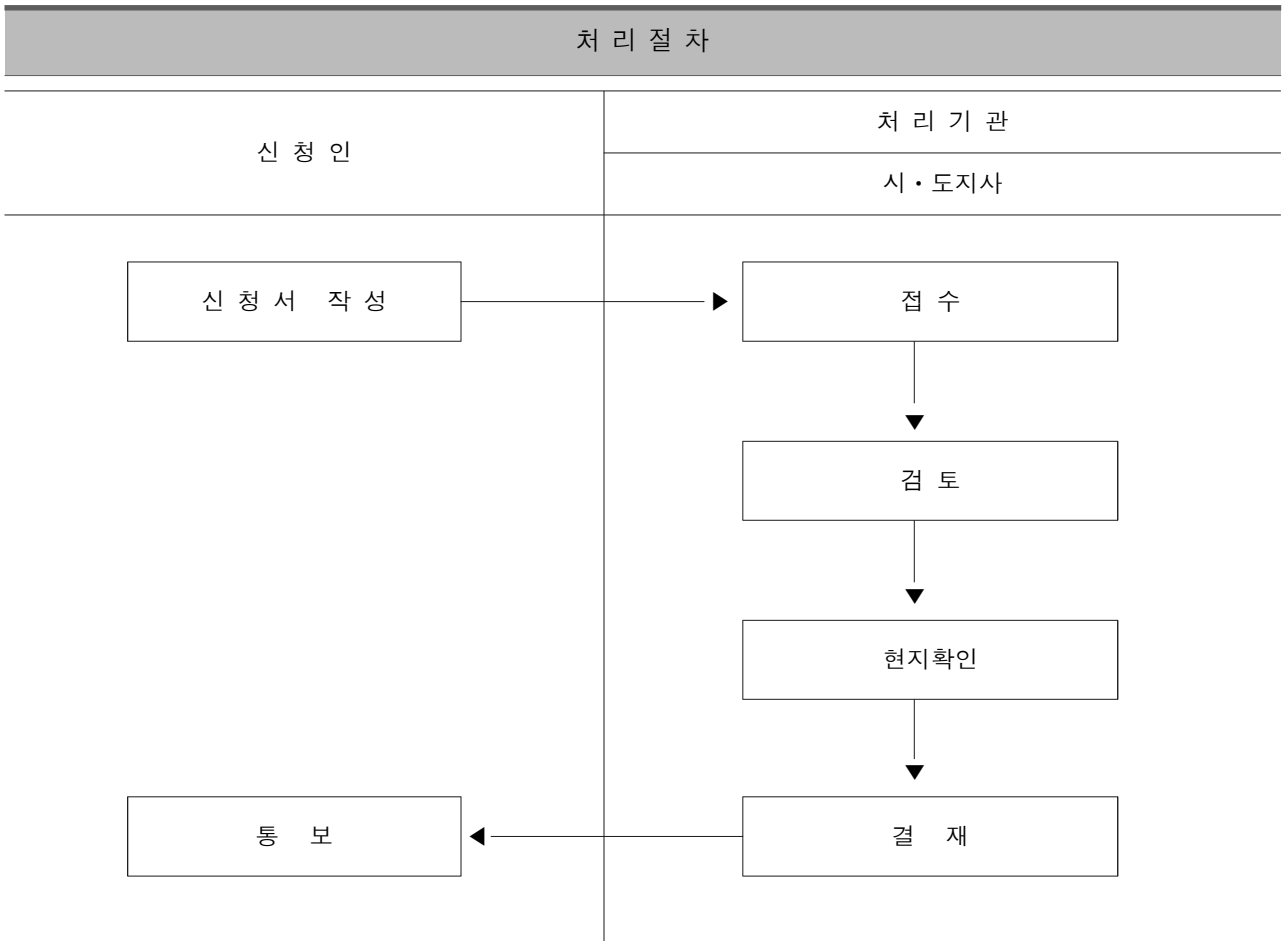 처 리 절 차
신 청 인
처 리 기 관
시·도지사
신 청 서 작 성
접 수
검 토
현지확인
통 보
결 재